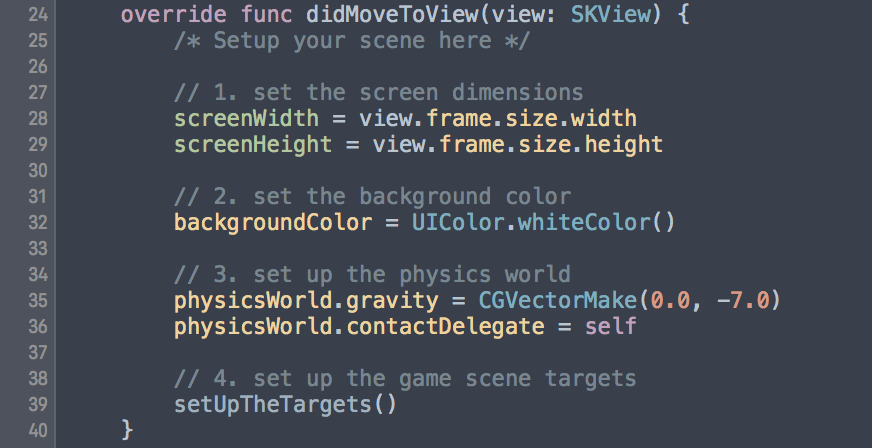 24 override func didMoveToView(view: SKView) {
25 /* Setup your scene here */
26
27 // 1. set the screen dimensions
28 screenWidth = view.frame.size.width
29 screenHeight = view.frame.size.height
30
31 // 2. set the background color
32 backgroundColor = UIColor.whiteColor()
33
34 // 3. set up the physics world
35 physicsWorld.gravity = CGVectorMake(0.0, -7.0)
36 physicsWorld.contactDelegate = self
37
38 // 4. set up the game scene targets
39 setUpTheTargets()
40 }